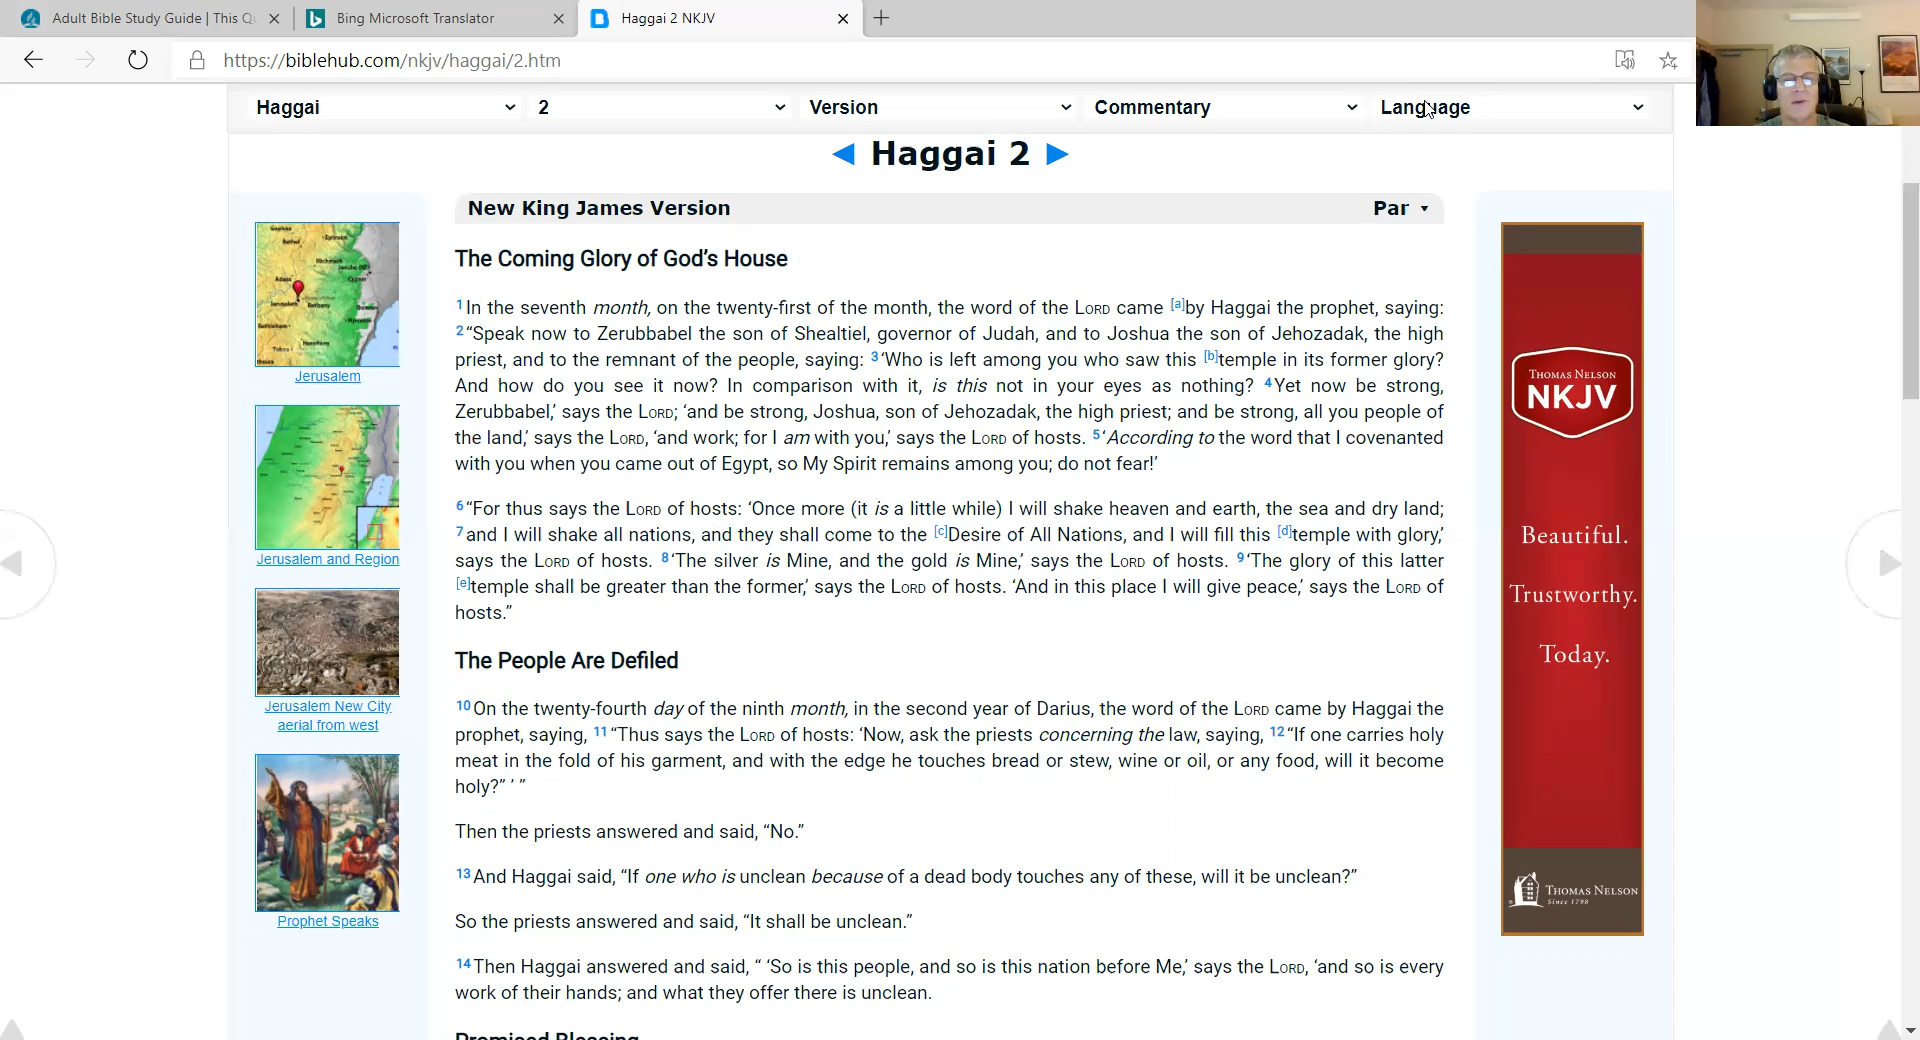 Adult Bible Study Guide | This Q
Bing Microsoft Translator
Haggai 2 NKJV
https://biblehub.com/nkjv/haggai/2.htm
Haggai
2
Version
Commentary
Language
Haggai 2
New King James Version
Par
The Coming Glory of God’s House
1In the seventh month, on the twenty-first of the month, the word of the LORD came [a]by Haggai the prophet, saying:
2“Speak now to Zerubbabel the son of Shealtiel, governor of Judah, and to Joshua the son of Jehozadak, the high
priest, and to the remnant of the people, saying: 3‘Who is left among you who saw this [b]temple in its former glory?
And how do you see it now? In comparison with it, is this not in your eyes as nothing? 4Yet now be strong,
Zerubbabel,’ says the LORD; ‘and be strong, Joshua, son of Jehozadak, the high priest; and be strong, all you people of
the land,’ says the LORD, ‘and work; for I am with you,’ says the LORD of hosts. 5‘According to the word that I covenanted
with you when you came out of Egypt, so My Spirit remains among you; do not fear!’
6“For thus says the LORD of hosts: ‘Once more (it is a little while) I will shake heaven and earth, the sea and dry land;
7and I will shake all nations, and they shall come to the [c]Desire of All Nations, and I will fill this [d]temple with glory,’
says the LORD of hosts. 8‘The silver is Mine, and the gold is Mine,’ says the LORD of hosts. 9‘The glory of this latter
[e]temple shall be greater than the former,’ says the LORD of hosts. ‘And in this place I will give peace,’ says the LORD of
hosts.”
The People Are Defiled
10On the twenty-fourth day of the ninth month, in the second year of Darius, the word of the LORD came by Haggai the
prophet, saying, 11“Thus says the LORD of hosts: ‘Now, ask the priests concerning the law, saying, 12“If one carries holy
meat in the fold of his garment, and with the edge he touches bread or stew, wine or oil, or any food, will it become
holy?” ’ ”
Then the priests answered and said, “No.”
13And Haggai said, “If one who is unclean because of a dead body touches any of these, will it be unclean?”
So the priests answered and said, “It shall be unclean.”
14Then Haggai answered and said, “ ‘So is this people, and so is this nation before Me,’ says the LORD, ‘and so is every
work of their hands; and what they offer there is unclean.
Promised Blessing
Jerusalem
Jerusalem and Region
Jerusalem New City
aerial from west
Prophet Speaks
THOMAS NELSON
NKJV
Beautiful.
Trustworthy.
Today.
THOMAS NELSON
Since 1798